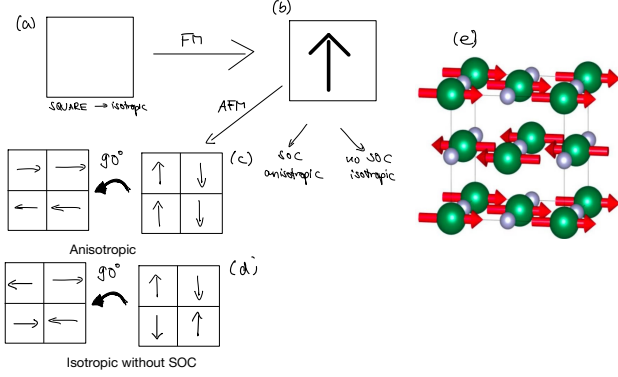 (a)
SQUARE → isotropic
FM
(b)
AFM
SOC
anisotropic
no SOC
isotropic
(c)
90°
Anisotropic
(d)
90°
Isotropic without SOC
(e)